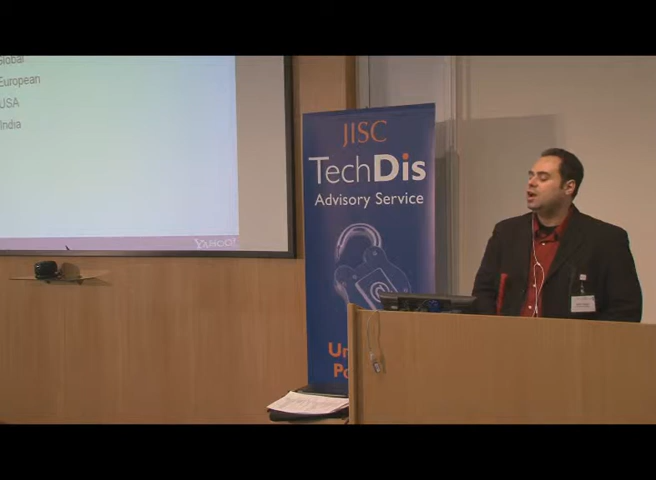 Global
European
USA
India
YAHOO!
JISC
TechDis
Advisory Service